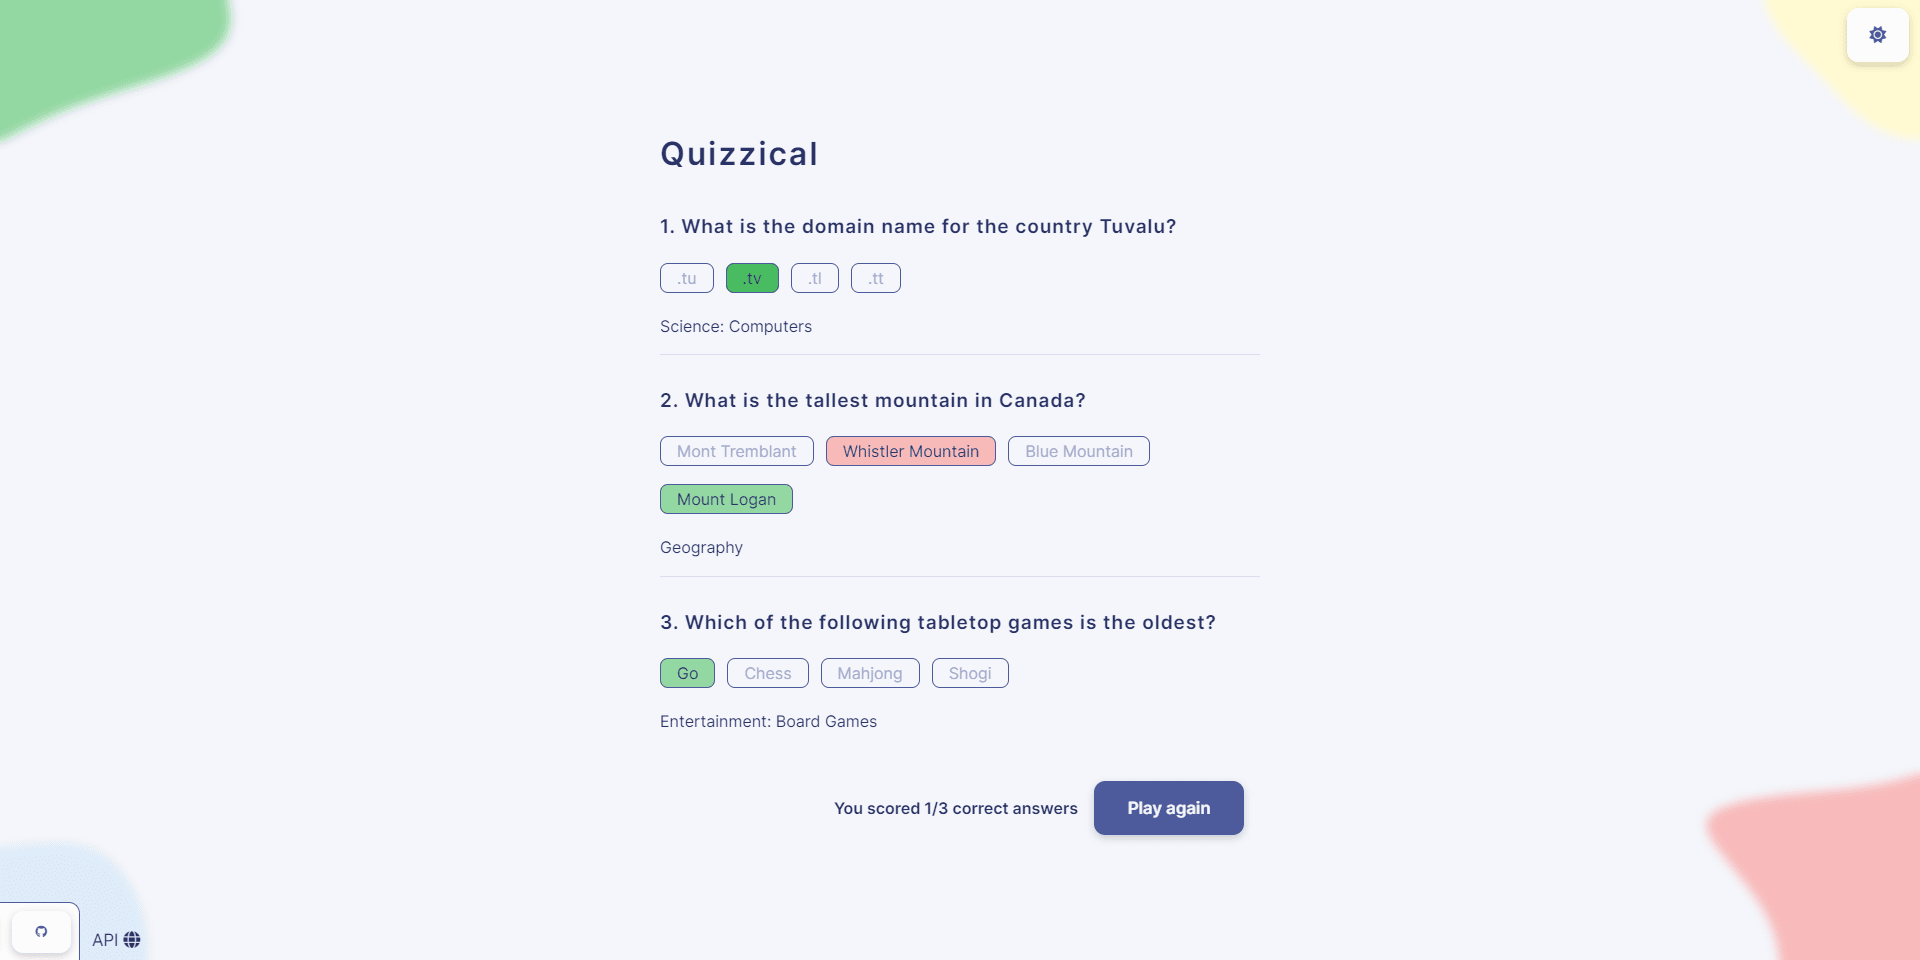 Quizzical
1. What is the domain name for the country Tuvalu?
.tu .tv .tl .tt
Science: Computers
2. What is the tallest mountain in Canada?
Mont Tremblant Whistler Mountain Blue Mountain
Mount Logan
Geography
3. Which of the following tabletop games is the oldest?
Go Chess Mahjong Shogi
Entertainment: Board Games
You scored 1/3 correct answers Play again
API